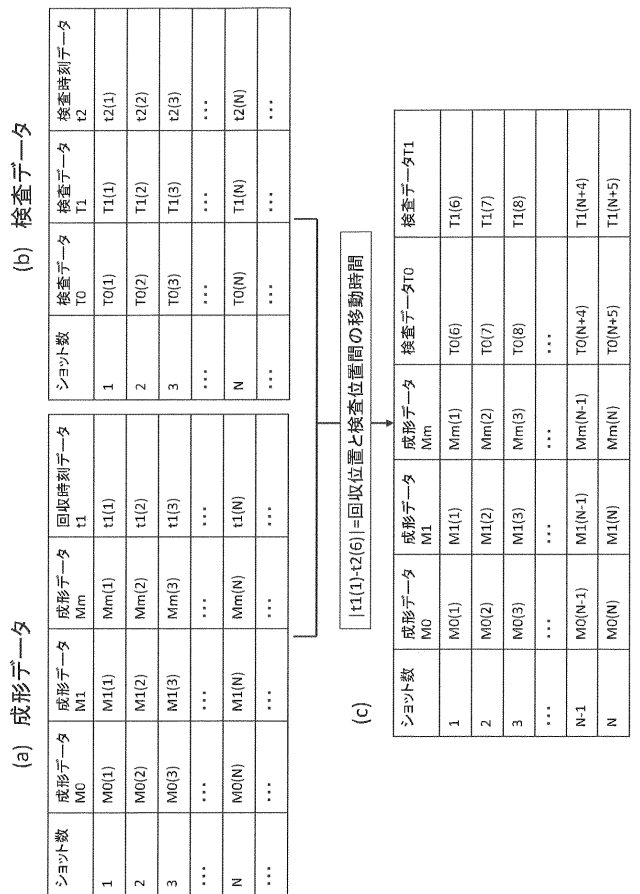 (a) 成形データ
ショット数 成形データ M0 成形データ M1 成形データ Mm 回収時刻データ t1
1 M0(1) M1(1) Mm(1) t1(1)
2 M0(2) M1(2) Mm(2) t1(2)
3 M0(3) M1(3) Mm(3) t1(3)
… … … … …
N M0(N) M1(N) Mm(N) t1(N)
… … … … …
(b) 検査データ
ショット数 検査データ T0 検査データ T1 検査時刻データ t2
1 T0(1) T1(1) t2(1)
2 T0(2) T1(2) t2(2)
3 T0(3) T1(3) t2(3)
… … … …
N T0(N) T1(N) t2(N)
… … … …
|t1(1)-t2(6)|=回収位置と検査位置間の移動時間
(c)
ショット数 成形データ M0 成形データ M1 成形データ Mm 検査データT0 検査データT1
1 M0(1) M1(1) Mm(1) T0(6) T1(6)
2 M0(2) M1(2) Mm(2) T0(7) T1(7)
3 M0(3) M1(3) Mm(3) T0(8) T1(8)
… … … … … …
N-1 M0(N-1) M1(N-1) Mm(N-1) T0(N+4) T1(N+4)
N M0(N) M1(N) Mm(N) T0(N+5) T1(N+5)